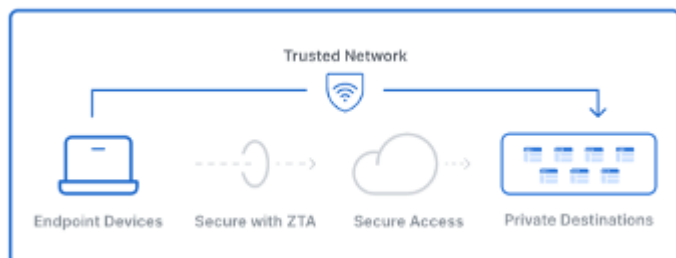 Trusted Network
Endpoint Devices
Secure with ZTA
Secure Access
Private Destinations